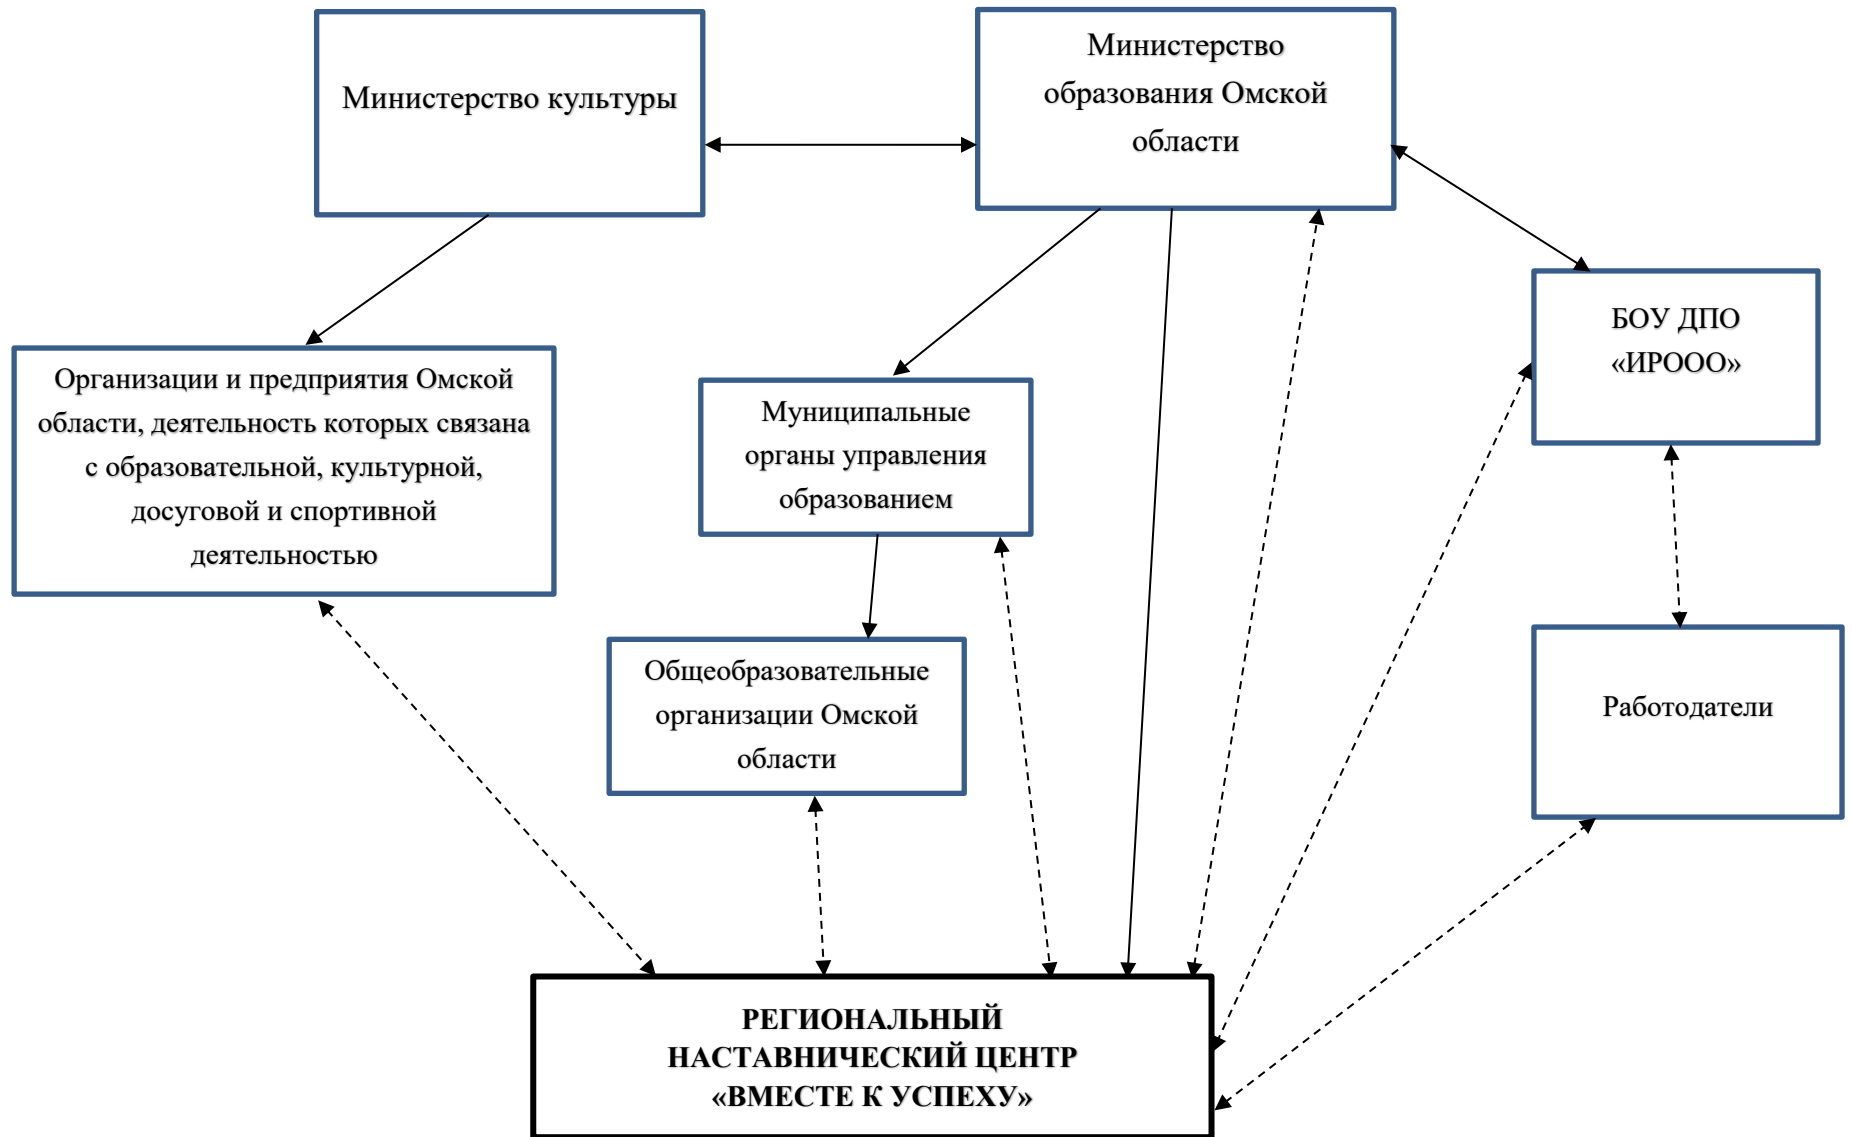 Министерство культуры
Министерство
образования Омской
области
БОУ ДПО
«ИРООО»
Организации и предприятия Омской
области, деятельность которых связана
с образовательной, культурной,
досуговой и спортивной
деятельностью
Муниципальные
органы управления
образованием
Общеобразовательные
организации Омской
области
Работодатели
РЕГИОНАЛЬНЫЙ
НАСТАВНИЧЕСКИЙ ЦЕНТР
«ВМЕСТЕ К УСПЕХУ»